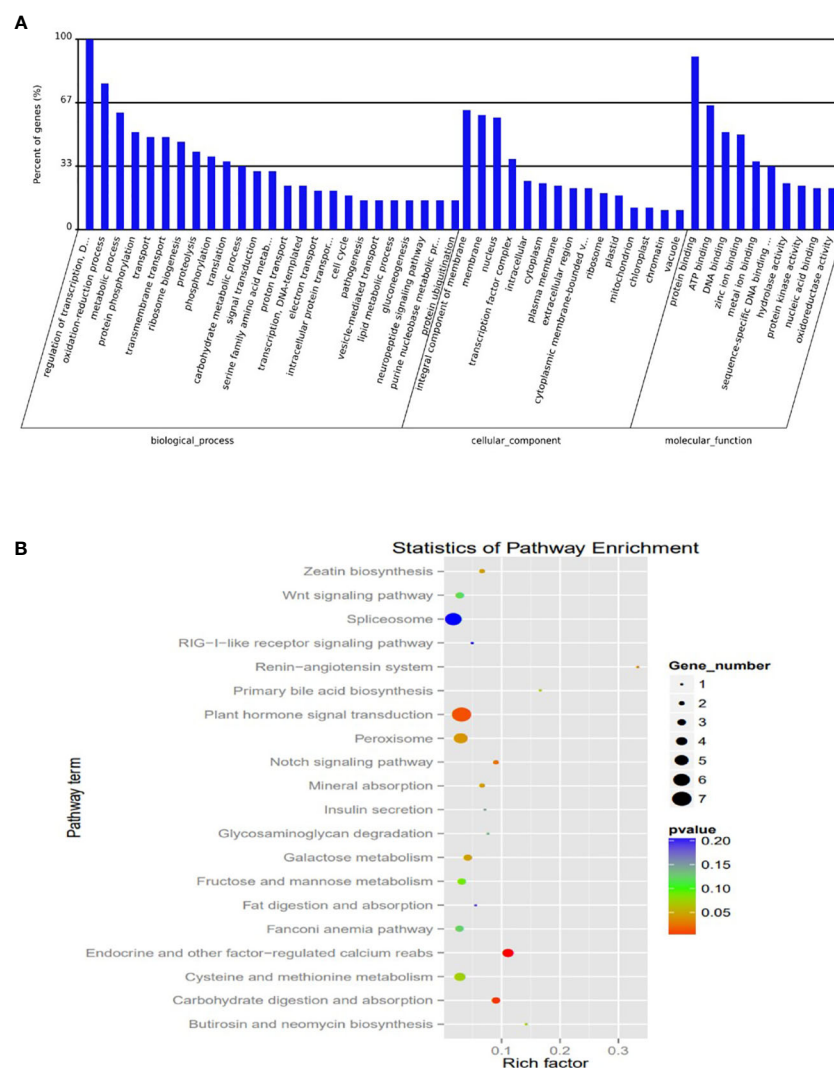 A
100
67
33
0
Percent of genes (%)
regulation of transcription, D...
oxidation-reduction process
metabolic process
protein phosphorylation
transport
transmembrane transport
ribosome biogenesis
proteolysis
phosphorylation
translation
carbohydrate metabolic process
signal transduction
serine family amino acid metab...
proton transport
transcription, DNA-templated
electron transport
intracellular protein transpor...
cell cycle
pathogenesis
vesicle-mediated transport
lipid metabolic process
gluconeogenesis
neuropeptide signaling pathway
purine nucleobase metabolic pr...
protein ubiquitination
integral component of membrane
membrane
nucleus
transcription factor complex
intracellular
cytoplasm
plasma membrane
extracellular region
cytoplasmic membrane-bounded v...
ribosome
plastid
mitochondrion
chloroplast
chromatin
vacuole
protein binding
ATP binding
DNA binding
zinc ion binding
metal ion binding
sequence-specific DNA binding ...
hydrolase activity
protein kinase activity
nucleic acid binding
oxidoreductase activity
biological_process
cellular_component
molecular_function
B
Statistics of Pathway Enrichment
Pathway term
Zeatin biosynthesis
Wnt signaling pathway
Spliceosome
RIG-I-like receptor signaling pathway
Renin-angiotensin system
Primary bile acid biosynthesis
Plant hormone signal transduction
Peroxisome
Notch signaling pathway
Mineral absorption
Insulin secretion
Glycosaminoglycan degradation
Galactose metabolism
Fructose and mannose metabolism
Fat digestion and absorption
Fanconi anemia pathway
Endocrine and other factor-regulated calcium reabs
Cysteine and methionine metabolism
Carbohydrate digestion and absorption
Butirosin and neomycin biosynthesis
0.1
0.2
0.3
Rich factor
Gene_number
1
2
3
4
5
6
7
pvalue
0.20
0.15
0.10
0.05